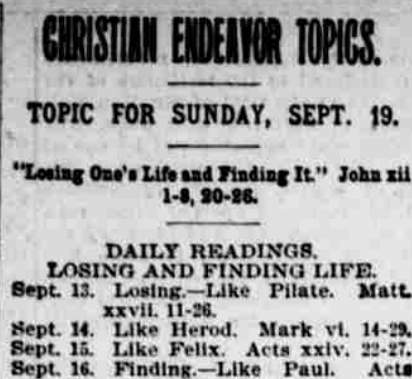 CHRISTIAN ENDEAVOR TOPICS.
TOPIC FOR SUNDAY, SEPT. 19.
"Losing One's Life and Finding It." John xii
1-8, 20-26.
DAILY READINGS.
LOSING AND FINDING LIFE.
Sept. 13. Losing.—Like Pilate. Matt.
xxvii. 11-26.
Sept. 14. Like Herod. Mark vi. 14-29.
Sept. 15. Like Felix. Acts xxiv. 22-27.
Sept. 16. Finding.—Like Paul. Acts